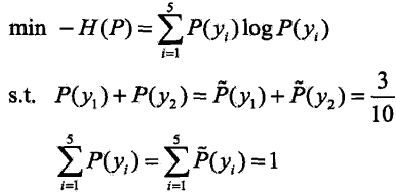 min −H(P) = ∑_{i=1}^{5} P(y_i) log P(y_i)
s.t. P(y_1) + P(y_2) = P̃(y_1) + P̃(y_2) = 3/10
∑_{i=1}^{5} P(y_i) = ∑_{i=1}^{5} P̃(y_i) = 1